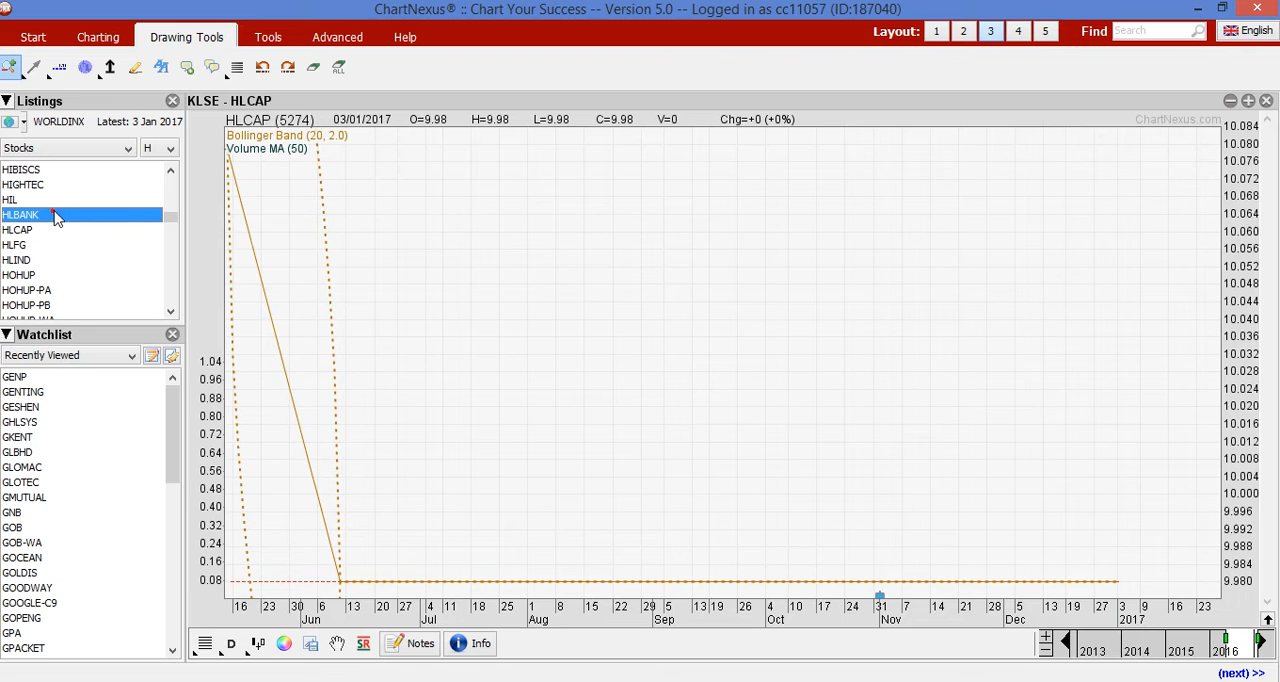 ChartNexus® :: Chart Your Success -- Version 5.0 -- Logged in as cc11057 (ID:187040)
Start Charting Drawing Tools Tools Advanced Help Layout: 1 2 3 4 5 Find Search English
ALL
Listings
WORLDINX Latest: 3 Jan 2017
Stocks H
HIBISCS
HIGHTEC
HIL
HLBANK
HLCAP
HLFG
HLIND
HOHUP
HOHUP-PA
HOHUP-PB
HOHUP-WA
Watchlist
Recently Viewed
GENP
GENTING
GESHEN
GHLSYS
GKENT
GLBHD
GLOMAC
GLOTEC
GMUTUAL
GNB
GOB
GOB-WA
GOCEAN
GOLDIS
GOODWAY
GOOGLE-C9
GOPENG
GPA
GPACKET
KLSE - HLCAP
HLCAP (5274) 03/01/2017 O=9.98 H=9.98 L=9.98 C=9.98 V=0 Chg=+0 (+0%) ChartNexus.com
Bollinger Band (20, 2.0)
Volume MA (50)
1.04
0.96
0.88
0.80
0.72
0.64
0.56
0.48
0.40
0.32
0.24
0.16
0.08
10.084
10.080
10.076
10.072
10.068
10.064
10.060
10.056
10.052
10.048
10.044
10.040
10.036
10.032
10.028
10.024
10.020
10.016
10.012
10.008
10.004
10.000
9.996
9.992
9.988
9.984
9.980
16 23 30 6 13 20 27 4 11 18 25 1 8 15 22 29 5 13 19 26 4 10 17 24 31 7 14 21 28 5 13 19 27 3 9 16 23
Jun Jul Aug Sep Oct Nov Dec 2017
D SR Notes Info 2013 2014 2015 2016
(next) >>